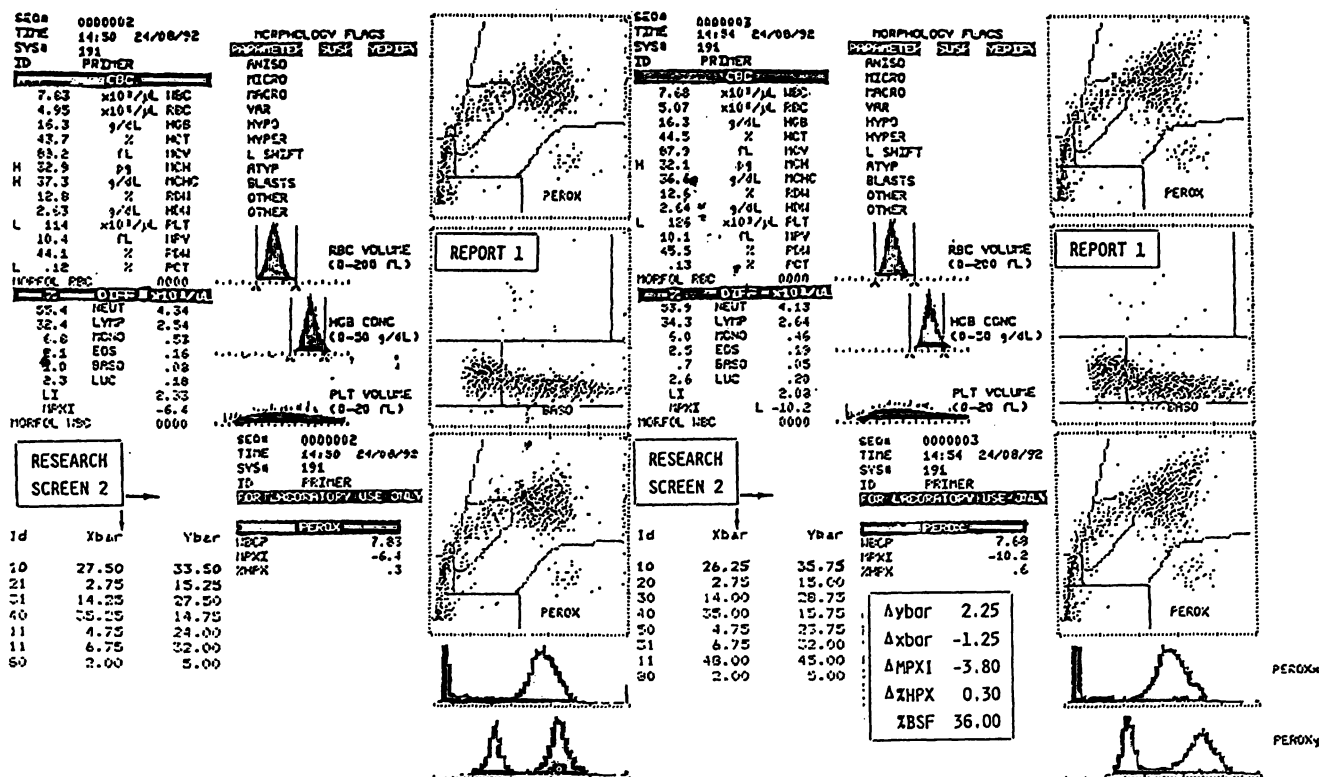 SEQ# 0000002
TIME 14:50 24/08/92
SYS# 191
ID PRIMER
CBC
7.83 x10³/µL WBC
4.95 x10⁶/µL RBC
16.3 g/dL HGB
43.7 % HCT
fL MCV
H 32.9 pg MCH
H 37.3 g/dL MCHC
12.8 % RDW
2.63 g/dL HDW
L 114 x10³/µL PLT
10.4 fL MPV
44.1 % PDW
L .12 % PCT
MORFOL RBC 0000
% DIFF x10³/µL
55.4 NEUT 4.34
32.4 LYMP 2.54
6.8 MONO .53
EOS .16
BASO
2.3 LUC .18
LI 2.33
MPXI -6.4
MORFOL WBC 0000
MORPHOLOGY FLAGS
PARAMETER SUSP VERIFY
ANISO
MICRO
MACRO
VAR
HYPO
HYPER
L SHIFT
ATYP
BLASTS
OTHER
OTHER
RBC VOLUME
(0-200 fL)
HGB CONC
(0-50 g/dL)
PLT VOLUME
(0-20 fL)
PEROX
REPORT 1
BASO
RESEARCH
SCREEN 2
SEQ# 0000002
TIME 14:50 24/08/92
SYS# 191
ID PRIMER
FOR LABORATORY USE ONLY
PEROX
WBCP 7.83
MPXI -6.4
%HPX .3
Id Xbar Ybar
10 27.50 33.50
21 2.75 15.25
31 14.25 27.50
40 14.75
11 4.75 24.00
11 6.75 32.00
2.00 5.00
PEROX
SEQ# 0000003
TIME 14:54 24/08/92
SYS# 191
ID PRIMER
CBC
7.68 x10³/µL WBC
5.07 x10⁶/µL RBC
16.3 g/dL HGB
44.5 % HCT
87.9 fL MCV
H 32.1 pg MCH
g/dL MCHC
12.6 % RDW
2.64 g/dL HDW
L 126 x10³/µL PLT
10.1 fL MPV
45.5 % PDW
.13 % PCT
MORFOL RBC 0000
% DIFF x10³/µL
53.9 NEUT 4.13
34.3 LYMP 2.64
6.0 MONO .46
2.5 EOS .19
.7 BASO .05
2.6 LUC .20
LI 2.08
MPXI L -10.2
MORFOL WBC 0000
MORPHOLOGY FLAGS
PARAMETER SUSP VERIFY
ANISO
MICRO
MACRO
VAR
HYPO
HYPER
L SHIFT
ATYP
BLASTS
OTHER
OTHER
RBC VOLUME
(0-200 fL)
HGB CONC
(0-50 g/dL)
PLT VOLUME
(0-20 fL)
PEROX
REPORT 1
BASO
RESEARCH
SCREEN 2
SEQ# 0000003
TIME 14:54 24/08/92
SYS# 191
ID PRIMER
FOR LABORATORY USE ONLY
PEROX
WBCP
MPXI -10.2
%HPX .6
Id Xbar Ybar
10 26.25 35.75
20 2.75 15.00
30 14.00 28.75
40 35.00 15.75
50 4.75 23.75
6.75 32.00
11 48.00 45.00
2.00 5.00
Δybar 2.25
Δxbar -1.25
ΔMPXI -3.80
Δ%HPX 0.30
%BSF 36.00
PEROX
PEROXx
PEROXy